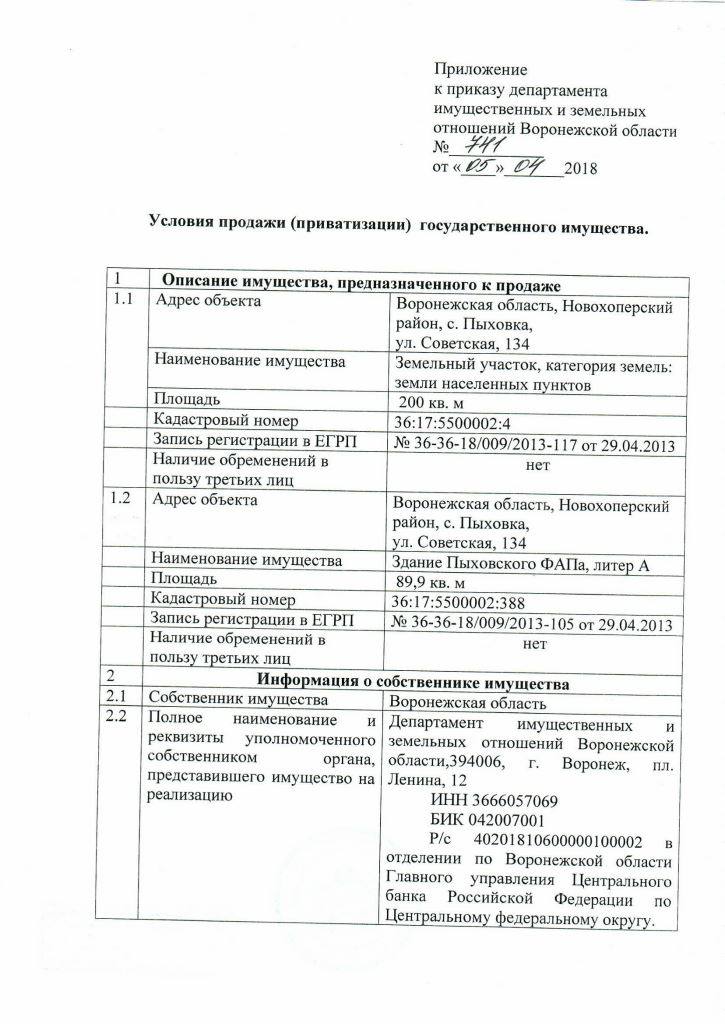 Приложение
к приказу департамента
имущественных и земельных
отношений Воронежской области
№ 741
от «05» 04 2018
Условия продажи (приватизации) государственного имущества.
1 Описание имущества, предназначенного к продаже
1.1 Адрес объекта Воронежская область, Новохоперский
район, с. Пыховка,
ул. Советская, 134
Наименование имущества Земельный участок, категория земель:
земли населенных пунктов
Площадь 200 кв. м
Кадастровый номер 36:17:5500002:4
Запись регистрации в ЕГРП № 36-36-18/009/2013-117 от 29.04.2013
Наличие обременений в нет
пользу третьих лиц
1.2 Адрес объекта Воронежская область, Новохоперский
район, с. Пыховка,
ул. Советская, 134
Наименование имущества Здание Пыховского ФАПа, литер А
Площадь 89,9 кв. м
Кадастровый номер 36:17:5500002:388
Запись регистрации в ЕГРП № 36-36-18/009/2013-105 от 29.04.2013
Наличие обременений в нет
пользу третьих лиц
2 Информация о собственнике имущества
2.1 Собственник имущества Воронежская область
2.2 Полное наименование и Департамент имущественных и
реквизиты уполномоченного земельных отношений Воронежской
собственником органа, области,394006, г. Воронеж, пл.
представившего имущество на Ленина, 12
реализацию ИНН 3666057069
БИК 042007001
Р/с 40201810600000100002 в
отделении по Воронежской области
Главного управления Центрального
банка Российской Федерации по
Центральному федеральному округу.